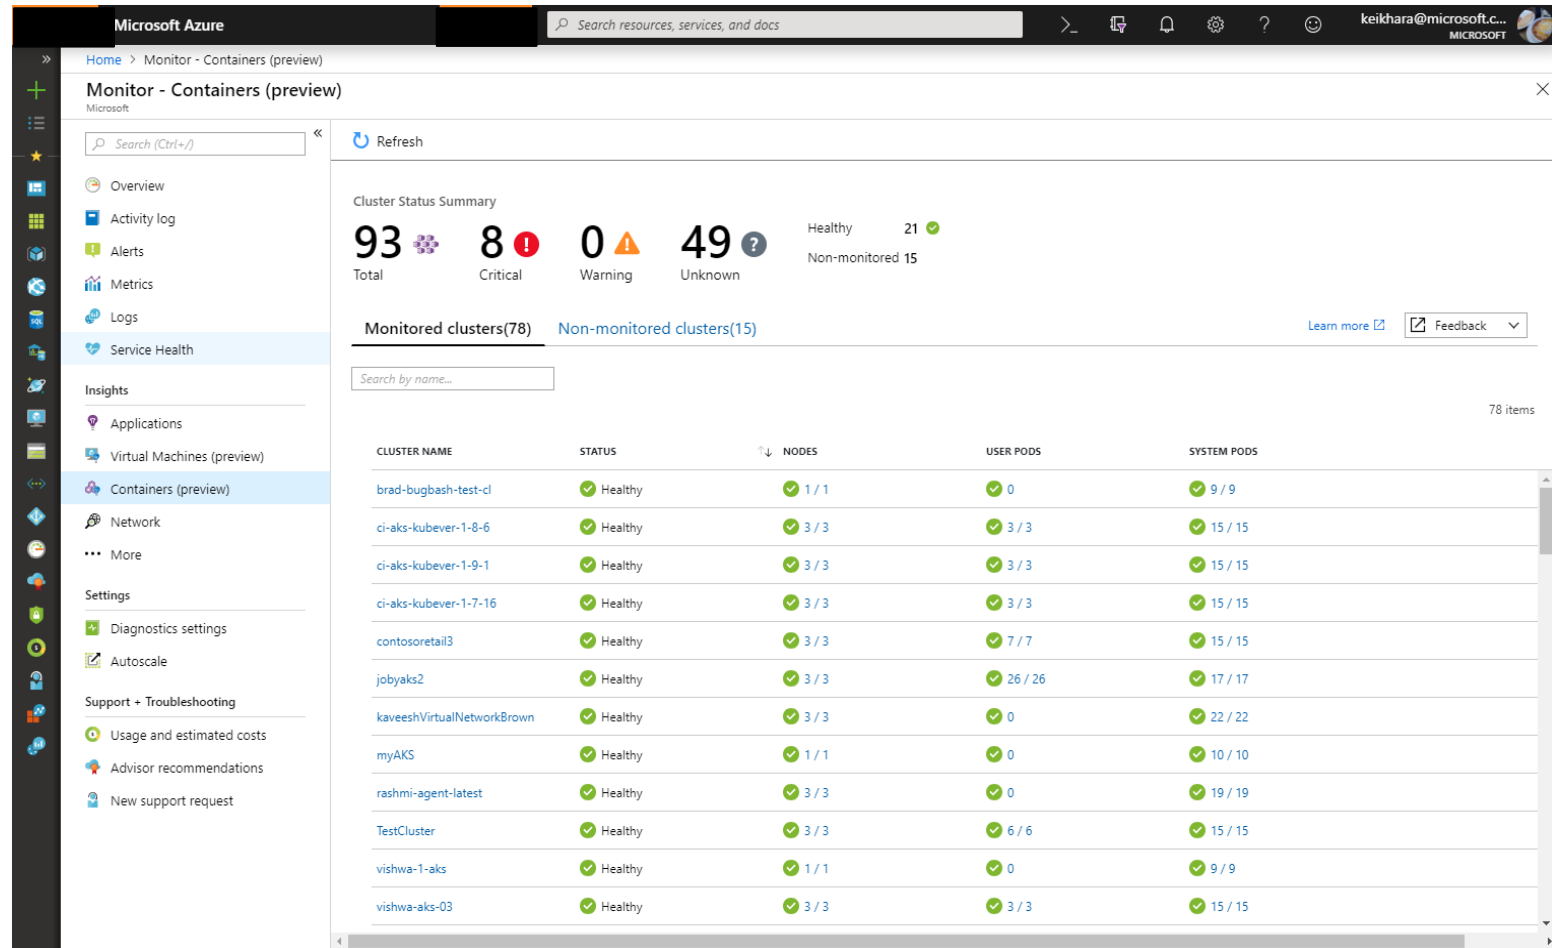 Microsoft Azure
Search resources, services, and docs
keikhara@microsoft.c...
MICROSOFT
Home > Monitor - Containers (preview)
Monitor - Containers (preview)
Microsoft
Search (Ctrl+/)
Overview
Activity log
Alerts
Metrics
Logs
Service Health
Insights
Applications
Virtual Machines (preview)
Containers (preview)
Network
More
Settings
Diagnostics settings
Autoscale
Support + Troubleshooting
Usage and estimated costs
Advisor recommendations
New support request
Refresh
Cluster Status Summary
93 8 0 49
Total Critical Warning Unknown
Healthy 21
Non-monitored 15
Monitored clusters(78) Non-monitored clusters(15)
Learn more Feedback
Search by name...
78 items
CLUSTER NAME STATUS NODES USER PODS SYSTEM PODS
brad-bugbash-test-cl Healthy 1 / 1 0 9 / 9
ci-aks-kubever-1-8-6 Healthy 3 / 3 3 / 3 15 / 15
ci-aks-kubever-1-9-1 Healthy 3 / 3 3 / 3 15 / 15
ci-aks-kubever-1-7-16 Healthy 3 / 3 3 / 3 15 / 15
contosoretail3 Healthy 3 / 3 7 / 7 15 / 15
jobyaks2 Healthy 3 / 3 26 / 26 17 / 17
kaveeshVirtualNetworkBrown Healthy 3 / 3 0 22 / 22
myAKS Healthy 1 / 1 0 10 / 10
rashmi-agent-latest Healthy 3 / 3 0 19 / 19
TestCluster Healthy 3 / 3 6 / 6 15 / 15
vishwa-1-aks Healthy 1 / 1 0 9 / 9
vishwa-aks-03 Healthy 3 / 3 3 / 3 15 / 15